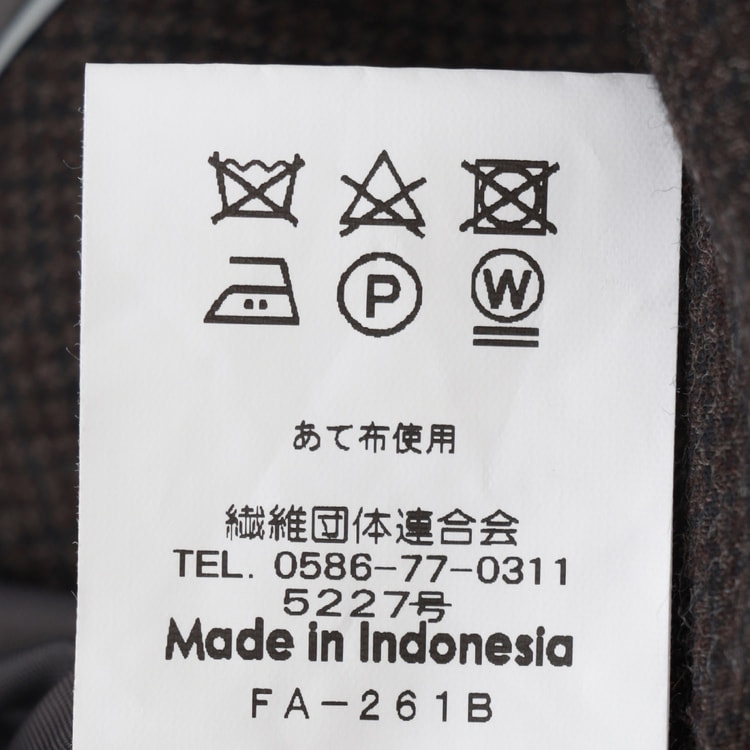 P W
あて布使用
繊維団体連合会
TEL. 0586-77-0311
5227号
Made in Indonesia
FA-261B